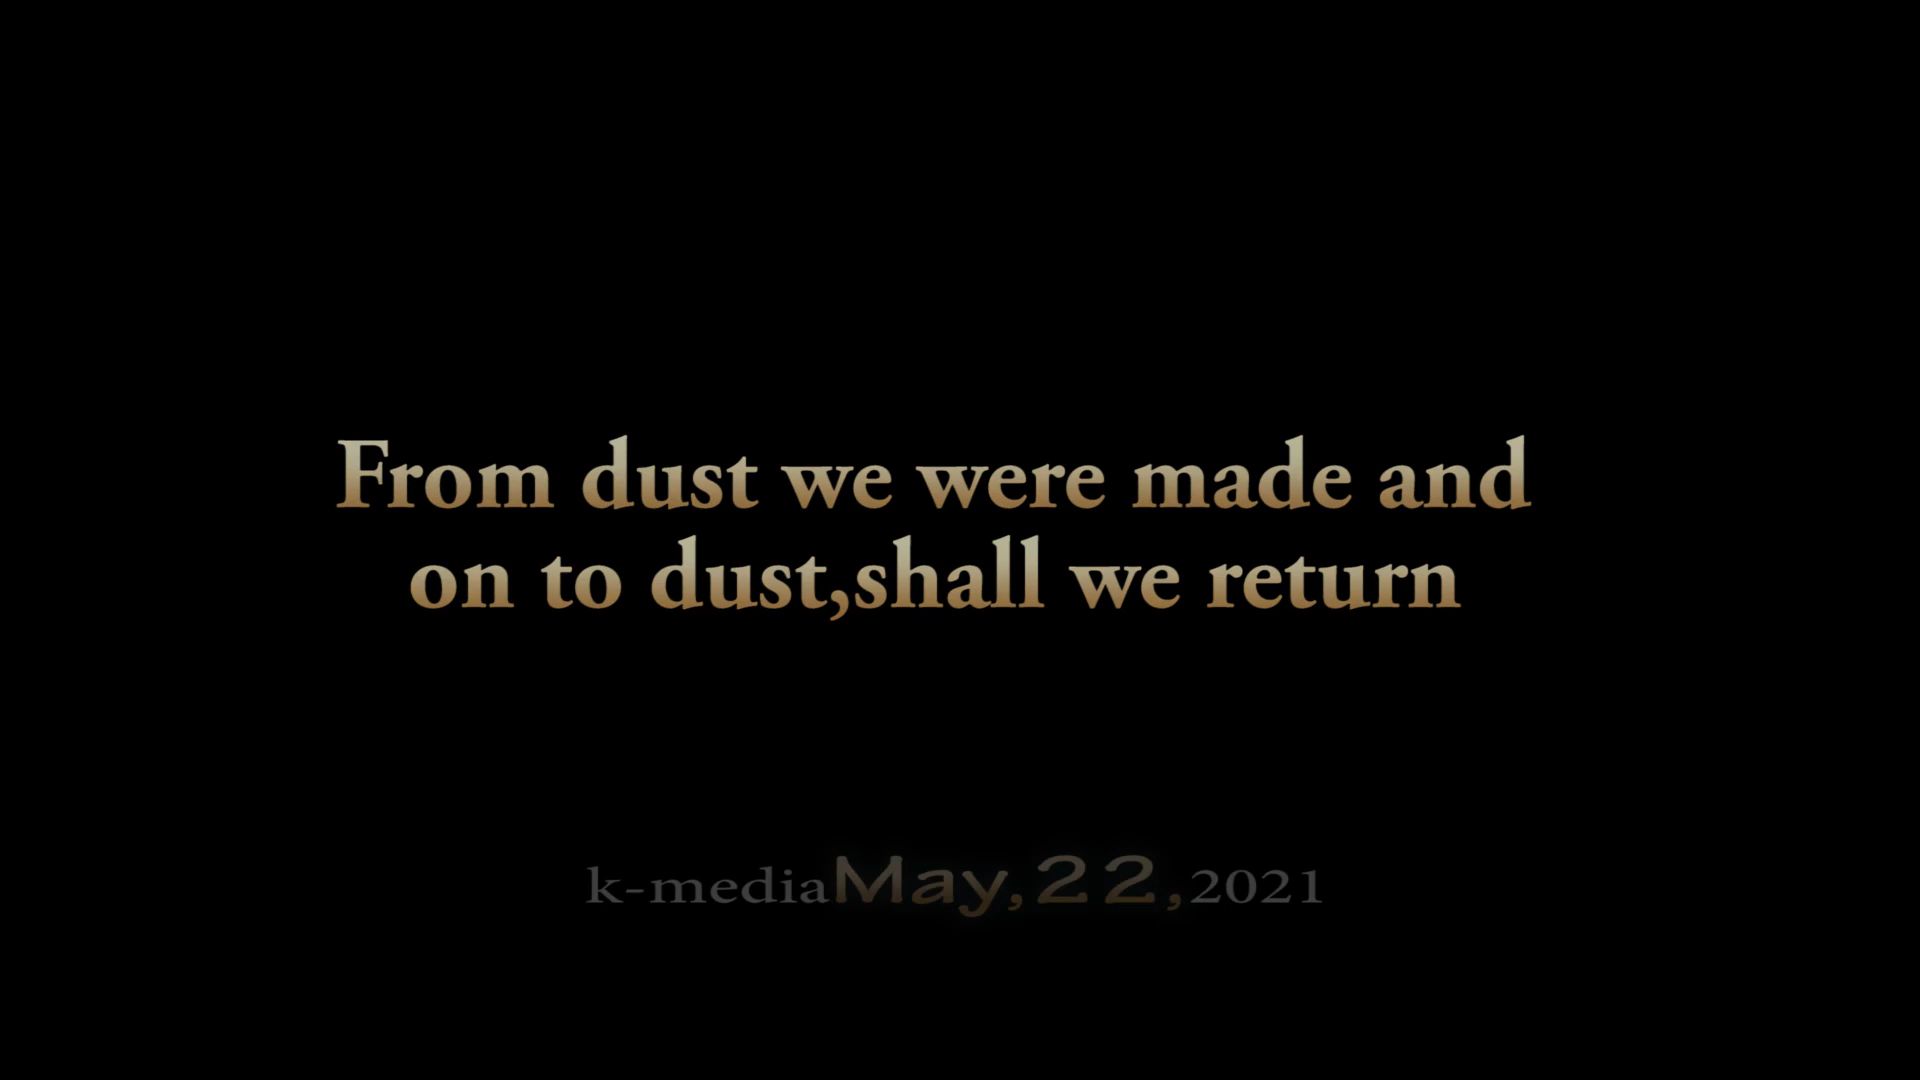 From dust we were made and
on to dust,shall we return
k-mediaMay,22,2021